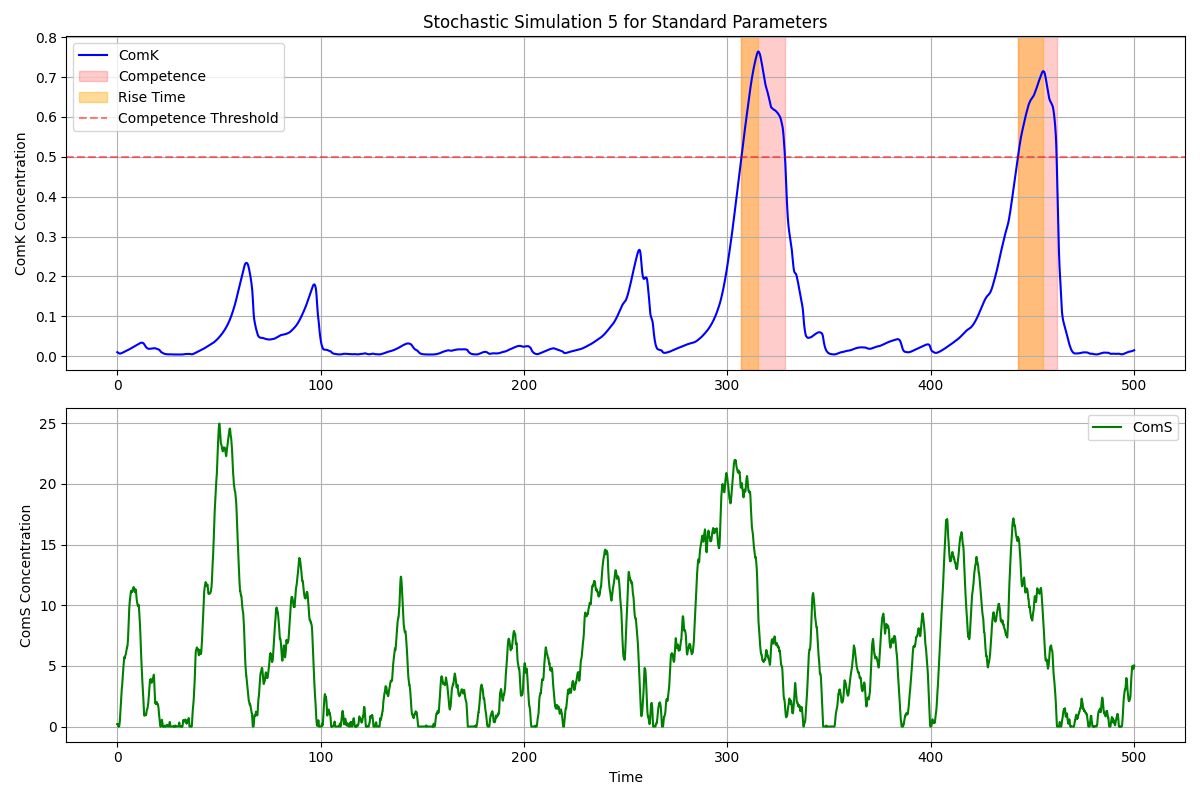 Stochastic Simulation 5 for Standard Parameters
ComK Concentration
0.8
0.7
0.6
0.5
0.4
0.3
0.2
0.1
0.0
ComK
Competence
Rise Time
Competence Threshold
0 100 200 300 400 500
ComS Concentration
25
20
15
10
5
0
ComS
0 100 200 300 400 500
Time